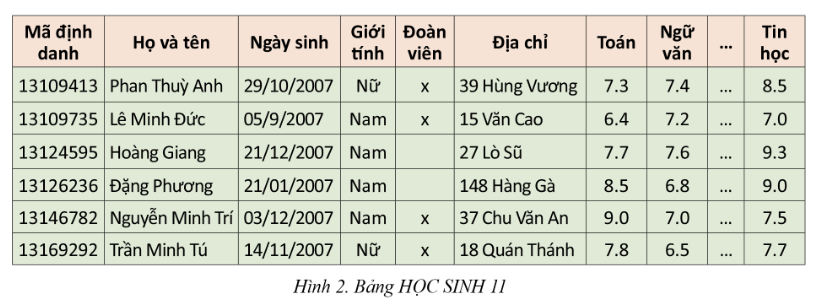 Mã định danh | Họ và tên | Ngày sinh | Giới tính | Đoàn viên | Địa chỉ | Toán | Ngữ văn | ... | Tin học
13109413 | Phan Thuỳ Anh | 29/10/2007 | Nữ | x | 39 Hùng Vương | 7.3 | 7.4 | ... | 8.5
13109735 | Lê Minh Đức | 05/9/2007 | Nam | x | 15 Văn Cao | 6.4 | 7.2 | ... | 7.0
13124595 | Hoàng Giang | 21/12/2007 | Nam | | 27 Lò Sũ | 7.7 | 7.6 | ... | 9.3
13126236 | Đặng Phương | 21/01/2007 | Nam | | 148 Hàng Gà | 8.5 | 6.8 | ... | 9.0
13146782 | Nguyễn Minh Trí | 03/12/2007 | Nam | x | 37 Chu Văn An | 9.0 | 7.0 | ... | 7.5
13169292 | Trần Minh Tú | 14/11/2007 | Nữ | x | 18 Quán Thánh | 7.8 | 6.5 | ... | 7.7
Hình 2. Bảng HỌC SINH 11